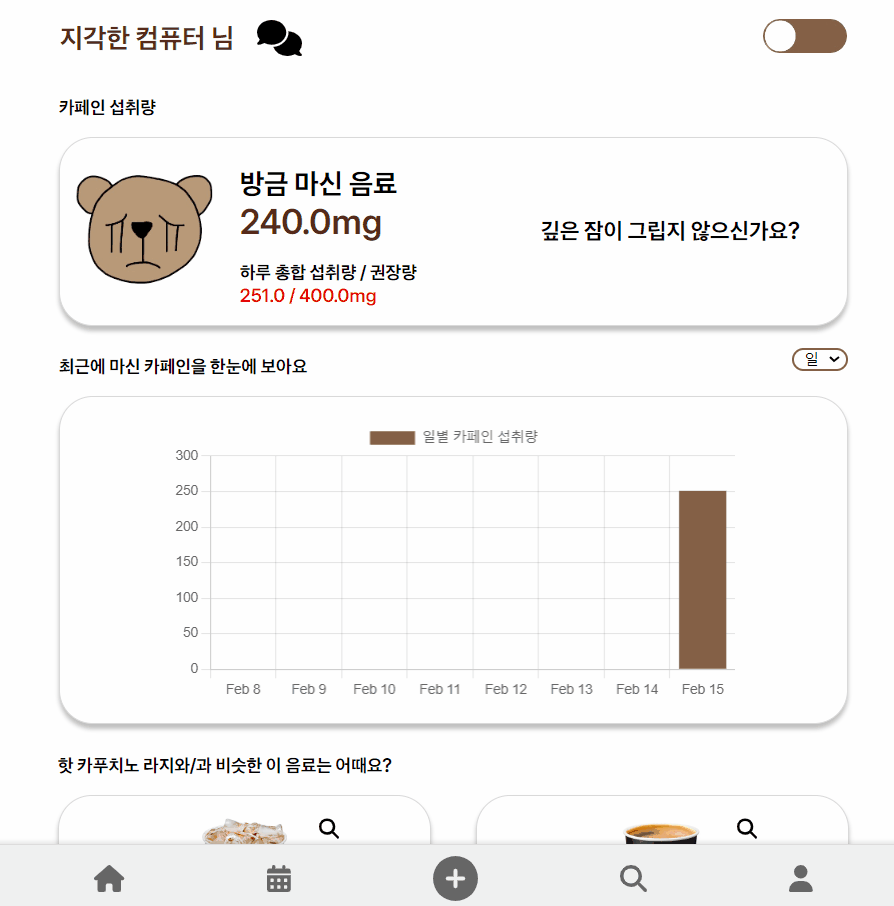 지각한 컴퓨터 님
카페인 섭취량
방금 마신 음료
240.0mg
깊은 잠이 그립지 않으신가요?
하루 총합 섭취량 / 권장량
251.0 / 400.0mg
최근에 마신 카페인을 한눈에 보아요
일
일별 카페인 섭취량
300
250
200
150
100
50
0
Feb 8 Feb 9 Feb 10 Feb 11 Feb 12 Feb 13 Feb 14 Feb 15
핫 카푸치노 라지와/과 비슷한 이 음료는 어때요?